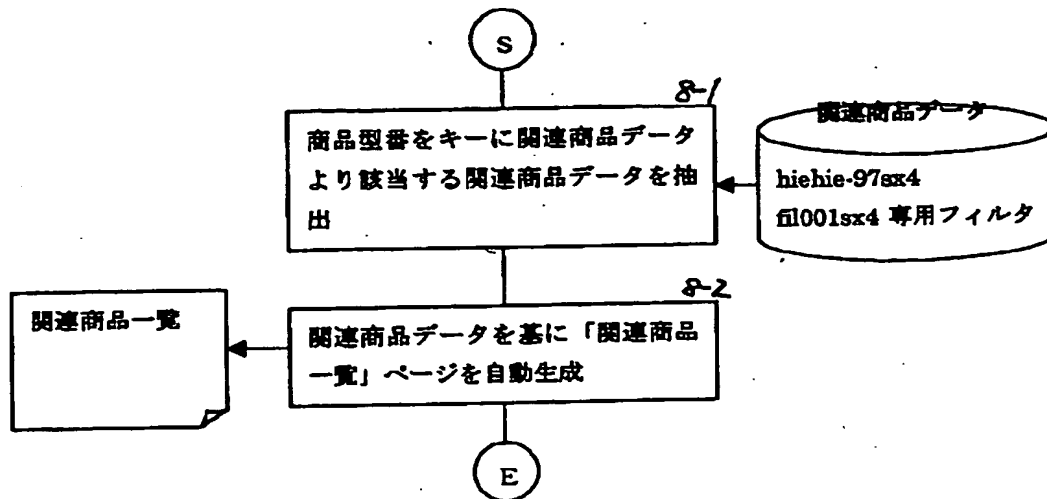 S
8-1
商品型番をキーに関連商品データ
より該当する関連商品データを抽
出
関連商品データ
hiehie-97sx4
fil001sx4 専用フィルタ
8-2
関連商品データを基に「関連商品
一覧」ページを自動生成
関連商品一覧
E